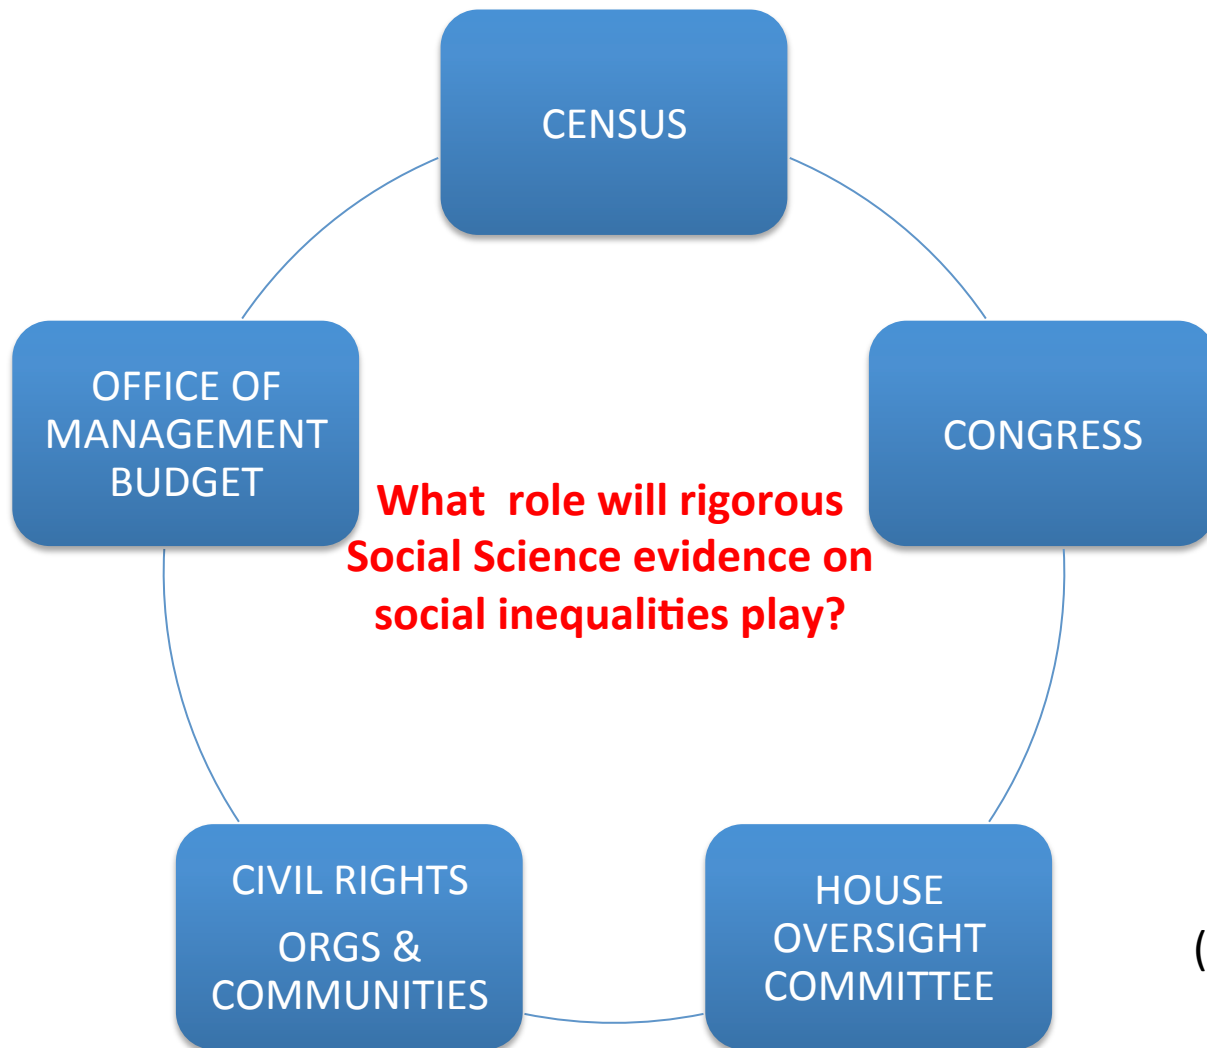 CENSUS
OFFICE OF
MANAGEMENT
BUDGET
CONGRESS
What role will rigorous
Social Science evidence on
social inequalities play?
CIVIL RIGHTS
ORGS &
COMMUNITIES
HOUSE
OVERSIGHT
COMMITTEE
(